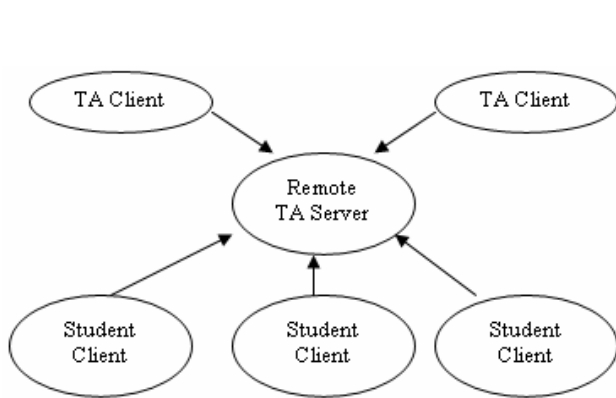 TA Client
TA Client
Remote
TA Server
Student
Client
Student
Client
Student
Client